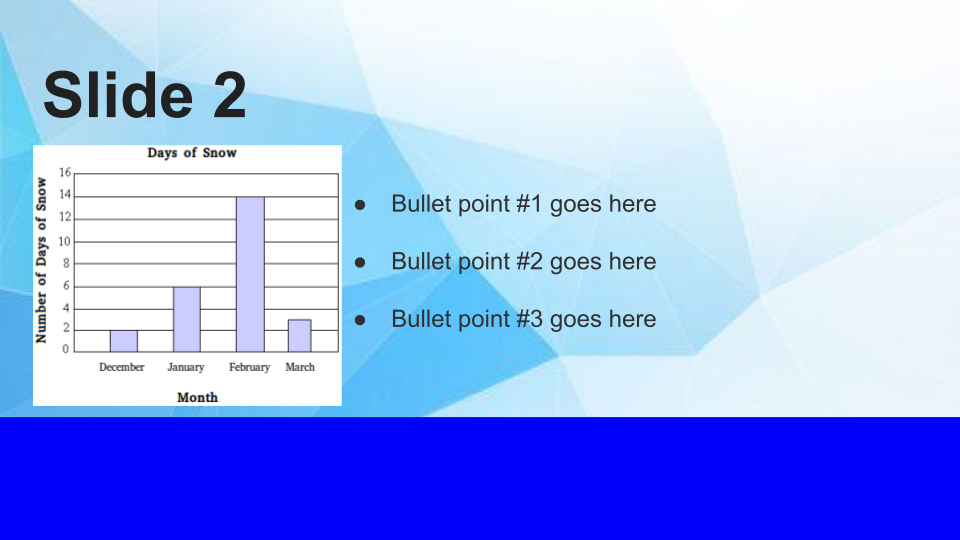 Slide 2
Days of Snow
Number of Days of Snow
16
14
12
10
8
6
4
2
0
December January February March
Month
● Bullet point #1 goes here
● Bullet point #2 goes here
● Bullet point #3 goes here